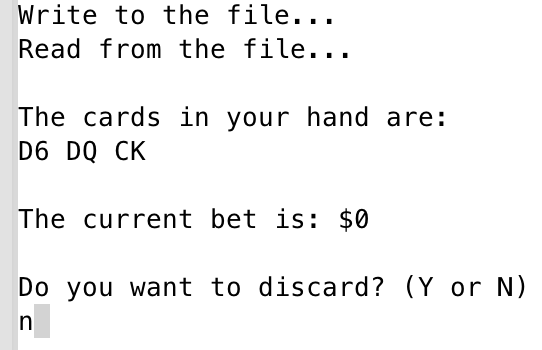 Write to the file...
Read from the file...
The cards in your hand are:
D6 DQ CK
The current bet is: $0
Do you want to discard? (Y or N)
n